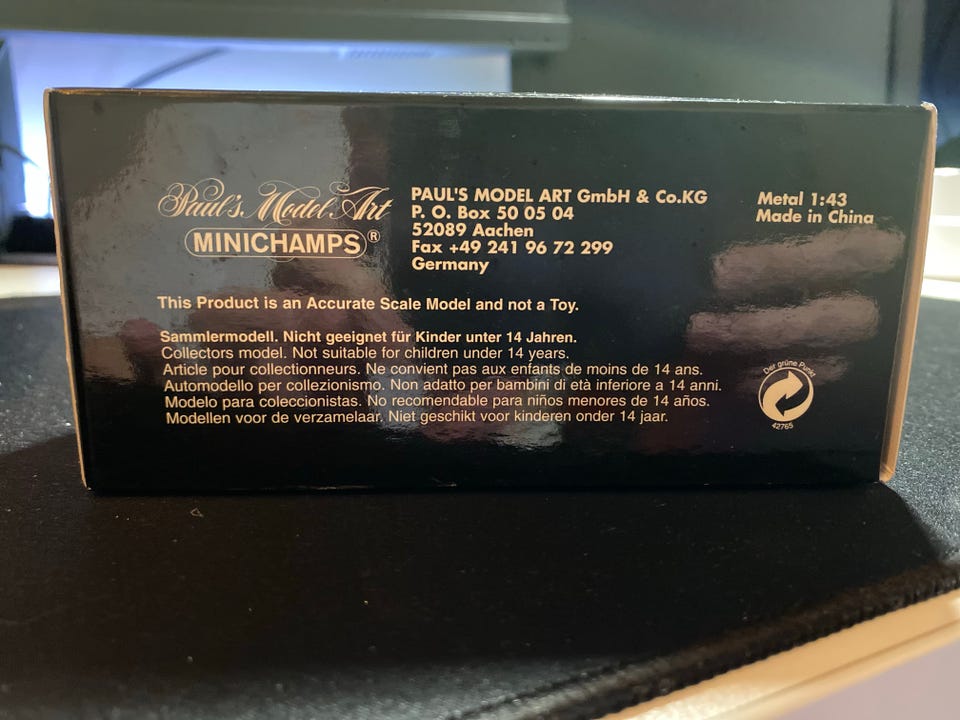 Paul's Model Art
MINICHAMPS®
PAUL'S MODEL ART GmbH & Co.KG
P. O. Box 50 05 04
52089 Aachen
Fax +49 241 96 72 299
Germany
Metal 1:43
Made in China
This Product is an Accurate Scale Model and not a Toy.
Sammlermodell. Nicht geeignet für Kinder unter 14 Jahren.
Collectors model. Not suitable for children under 14 years.
Article pour collectionneurs. Ne convient pas aux enfants de moins de 14 ans.
Automodello per collezionismo. Non adatto per bambini di età inferiore a 14 anni.
Modelo para coleccionistas. No recomendable para niños menores de 14 años.
Modellen voor de verzamelaar. Niet geschikt voor kinderen onder 14 jaar.
Der grüne Punkt
42765